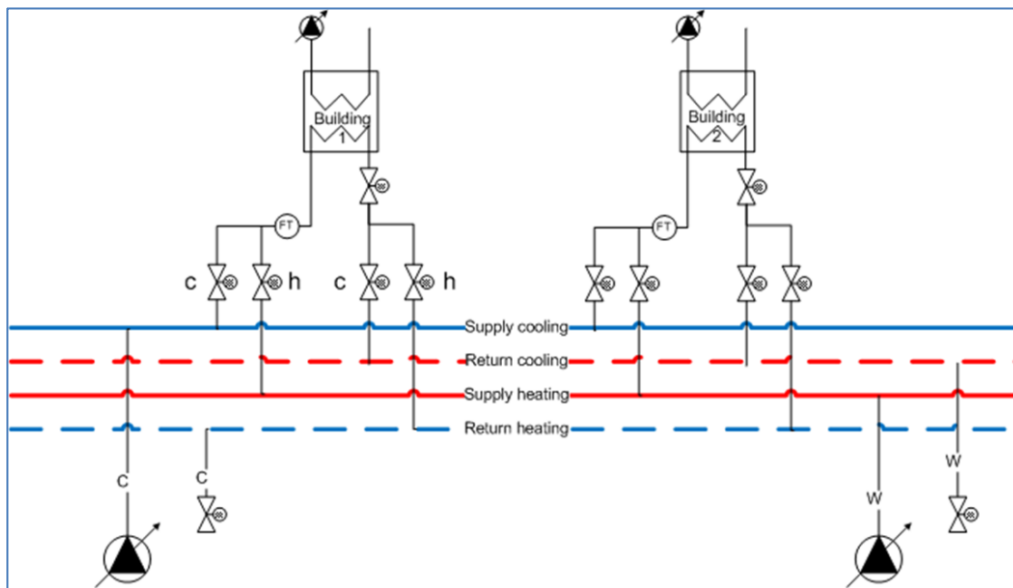 Building
1
Building
2
FT
FT
c
h
c
h
Supply cooling
Return cooling
Supply heating
Return heating
C
C
W
W